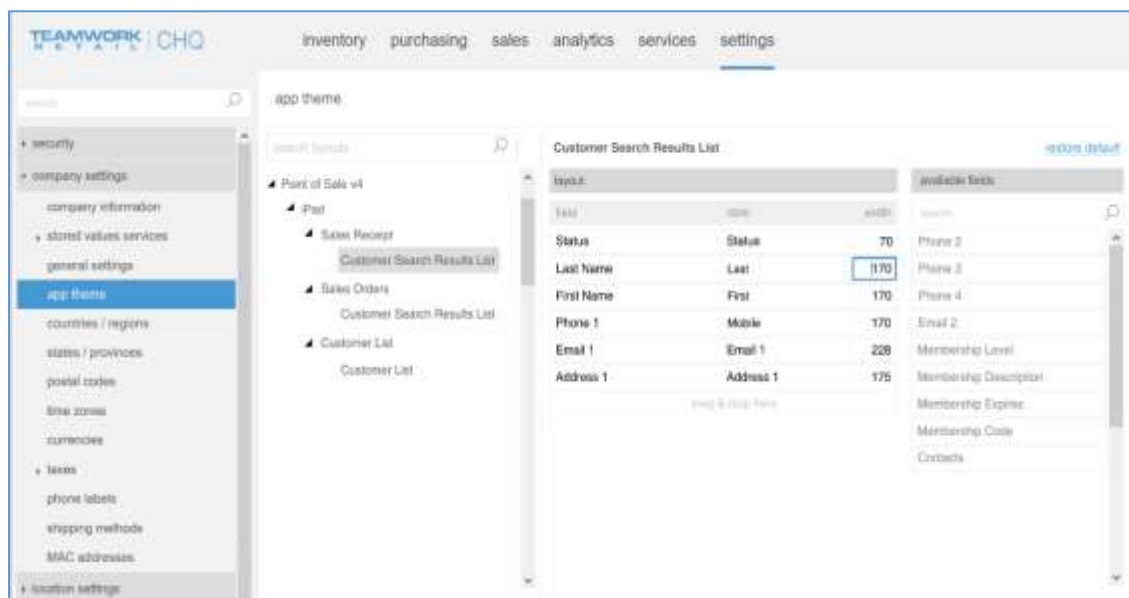 TEAMWORK RETAIL | CHQ
inventory purchasing sales analytics services settings
search
app theme
security
company settings
company information
stored values services
general settings
app theme
countries / regions
states / provinces
postal codes
time zones
currencies
taxes
phone labels
shipping methods
MAC addresses
location settings
search layouts
Point of Sale v4
iPad
Sales Receipt
Customer Search Results List
Sales Orders
Customer Search Results List
Customer List
Customer List
Customer Search Results List restore default
layout
field label width
Status Status 70
Last Name Last 170
First Name First 170
Phone 1 Mobile 170
Email 1 Email 1 228
Address 1 Address 1 175
drag & drop here
available fields
search
Phone 2
Phone 3
Phone 4
Email 2
Membership Level
Membership Description
Membership Expires
Membership Code
Contacts